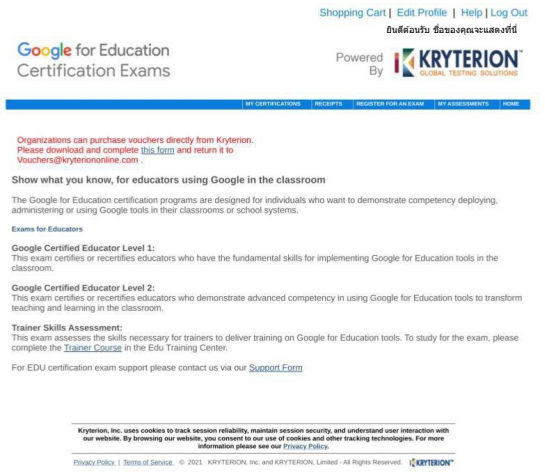 Shopping Cart | Edit Profile | Help | Log Out
ยินดีต้อนรับ ชื่อของคุณจะแสดงที่นี่
Google for Education
Certification Exams
Powered
By
KRYTERION™
GLOBAL TESTING SOLUTIONS
MY CERTIFICATIONS | RECEIPTS | REGISTER FOR AN EXAM | MY ASSESSMENTS | HOME
Organizations can purchase vouchers directly from Kryterion.
Please download and complete this form and return it to
Vouchers@kryteriononline.com .
Show what you know, for educators using Google in the classroom
The Google for Education certification programs are designed for individuals who want to demonstrate competency deploying,
administering or using Google tools in their classrooms or school systems.
Exams for Educators
Google Certified Educator Level 1:
This exam certifies or recertifies educators who have the fundamental skills for implementing Google for Education tools in the
classroom.
Google Certified Educator Level 2:
This exam certifies or recertifies educators who demonstrate advanced competency in using Google for Education tools to transform
teaching and learning in the classroom.
Trainer Skills Assessment:
This exam assesses the skills necessary for trainers to deliver training on Google for Education tools. To study for the exam, please
complete the Trainer Course in the Edu Training Center.
For EDU certification exam support please contact us via our Support Form
Kryterion, Inc. uses cookies to track session reliability, maintain session security, and understand user interaction with
our website. By browsing our website, you consent to our use of cookies and other tracking technologies. For more
information please see our Privacy Policy.
Privacy Policy | Terms of Service © 2021 KRYTERION, Inc. and KRYTERION, Limited - All Rights Reserved. KRYTERION™